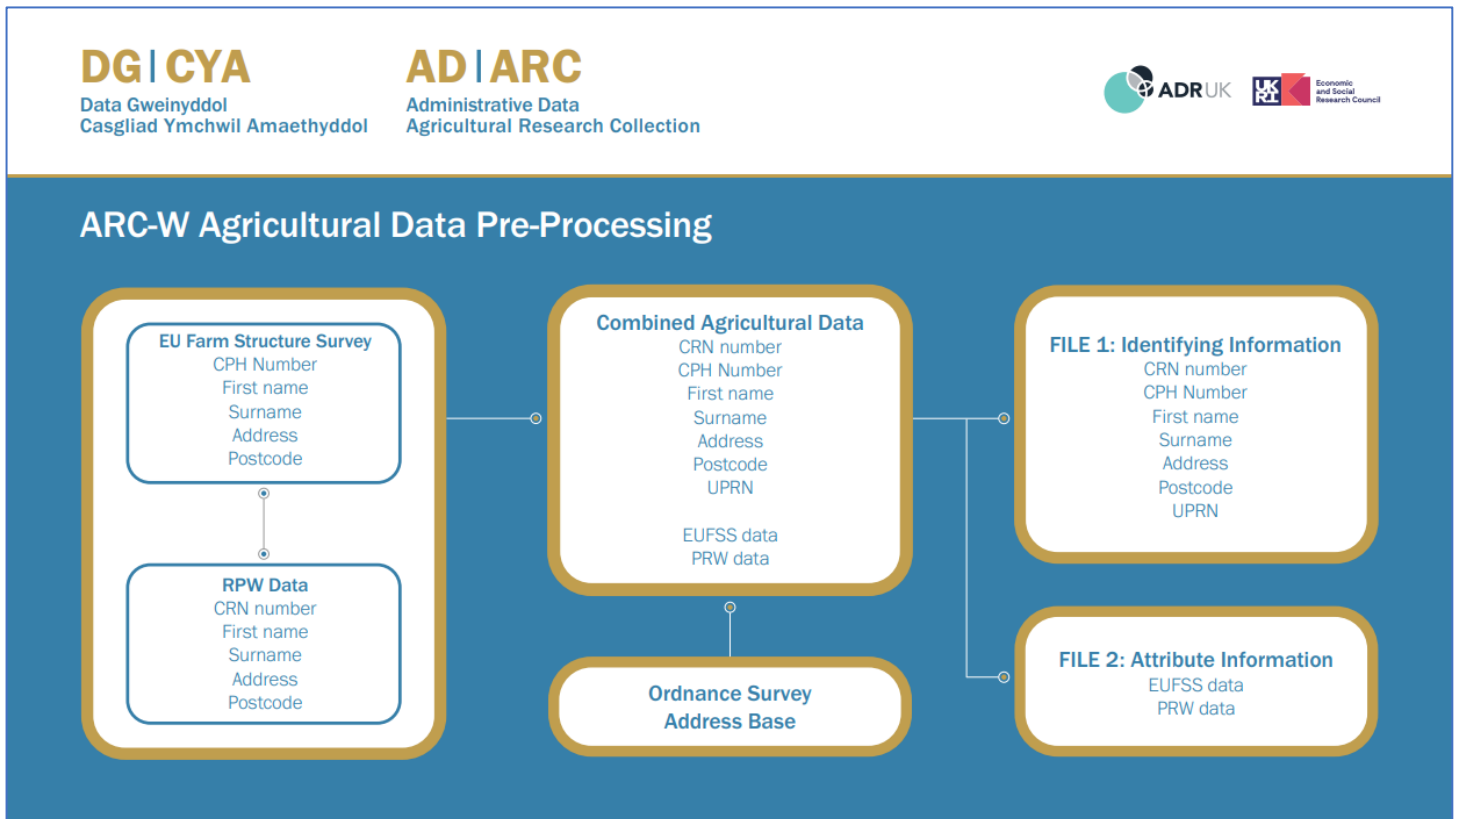 DG|CYA
Data Gweinyddol
Casgliad Ymchwil Amaethyddol
AD|ARC
Administrative Data
Agricultural Research Collection
ADRUK
UKRI
Economic
and Social
Research Council
ARC-W Agricultural Data Pre-Processing
EU Farm Structure Survey
CPH Number
First name
Surname
Address
Postcode
RPW Data
CRN number
First name
Surname
Address
Postcode
Combined Agricultural Data
CRN number
CPH Number
First name
Surname
Address
Postcode
UPRN
EUFSS data
PRW data
Ordnance Survey
Address Base
FILE 1: Identifying Information
CRN number
CPH Number
First name
Surname
Address
Postcode
UPRN
FILE 2: Attribute Information
EUFSS data
PRW data